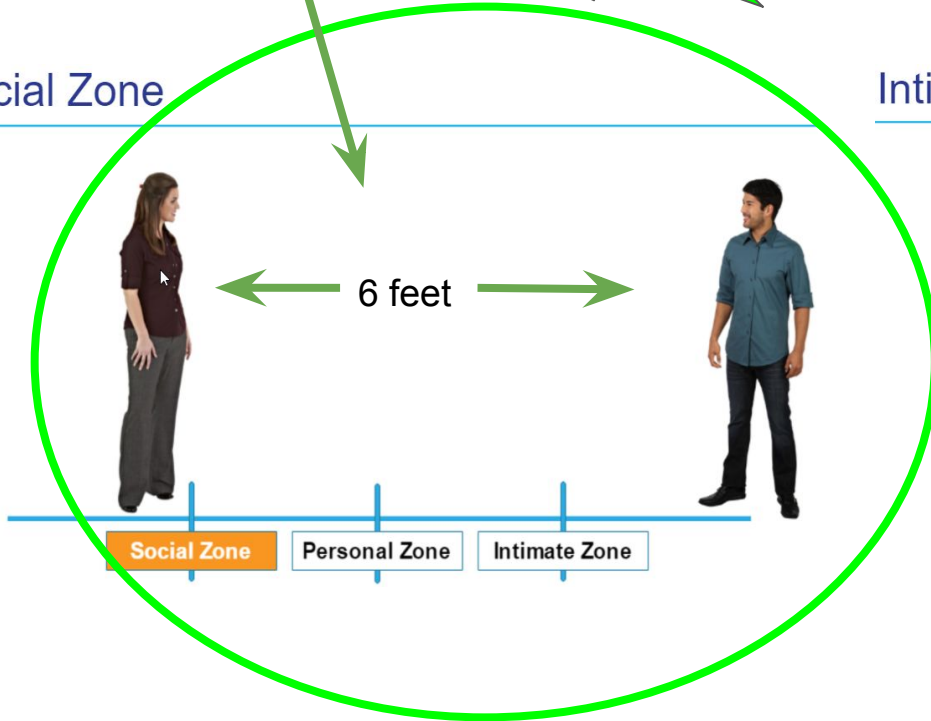 cial Zone
Inti
6 feet
Social Zone
Personal Zone
Intimate Zone